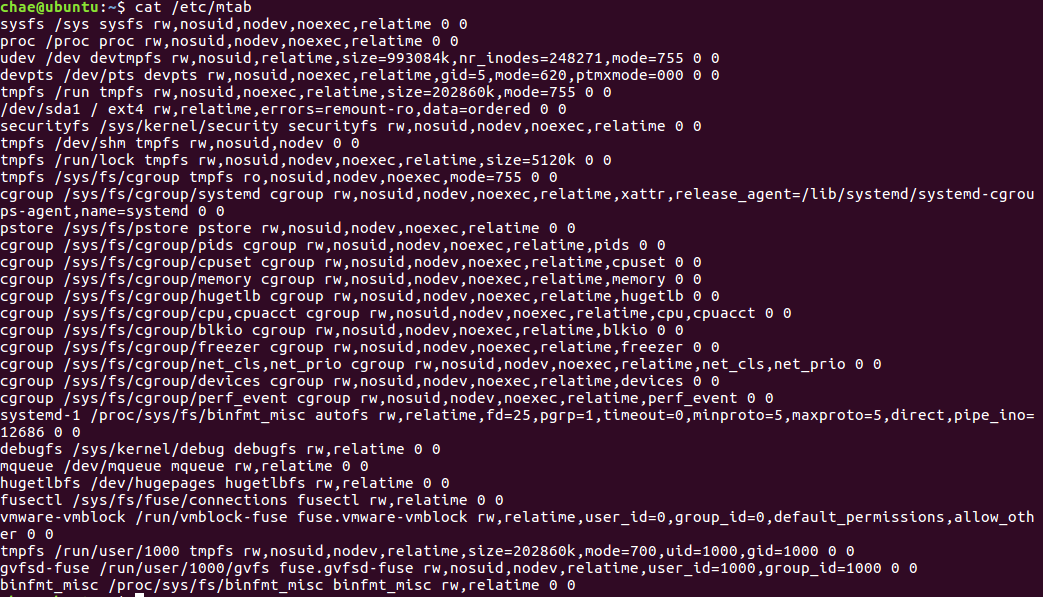 chae@ubuntu:~$ cat /etc/mtab
sysfs /sys sysfs rw,nosuid,nodev,noexec,relatime 0 0
proc /proc proc rw,nosuid,nodev,noexec,relatime 0 0
udev /dev devtmpfs rw,nosuid,relatime,size=993084k,nr_inodes=248271,mode=755 0 0
devpts /dev/pts devpts rw,nosuid,noexec,relatime,gid=5,mode=620,ptmxmode=000 0 0
tmpfs /run tmpfs rw,nosuid,noexec,relatime,size=202860k,mode=755 0 0
/dev/sda1 / ext4 rw,relatime,errors=remount-ro,data=ordered 0 0
securityfs /sys/kernel/security securityfs rw,nosuid,nodev,noexec,relatime 0 0
tmpfs /dev/shm tmpfs rw,nosuid,nodev 0 0
tmpfs /run/lock tmpfs rw,nosuid,nodev,noexec,relatime,size=5120k 0 0
tmpfs /sys/fs/cgroup tmpfs ro,nosuid,nodev,noexec,mode=755 0 0
cgroup /sys/fs/cgroup/systemd cgroup rw,nosuid,nodev,noexec,relatime,xattr,release_agent=/lib/systemd/systemd-cgrou
ps-agent,name=systemd 0 0
pstore /sys/fs/pstore pstore rw,nosuid,nodev,noexec,relatime 0 0
cgroup /sys/fs/cgroup/pids cgroup rw,nosuid,nodev,noexec,relatime,pids 0 0
cgroup /sys/fs/cgroup/cpuset cgroup rw,nosuid,nodev,noexec,relatime,cpuset 0 0
cgroup /sys/fs/cgroup/memory cgroup rw,nosuid,nodev,noexec,relatime,memory 0 0
cgroup /sys/fs/cgroup/hugetlb cgroup rw,nosuid,nodev,noexec,relatime,hugetlb 0 0
cgroup /sys/fs/cgroup/cpu,cpuacct cgroup rw,nosuid,nodev,noexec,relatime,cpu,cpuacct 0 0
cgroup /sys/fs/cgroup/blkio cgroup rw,nosuid,nodev,noexec,relatime,blkio 0 0
cgroup /sys/fs/cgroup/freezer cgroup rw,nosuid,nodev,noexec,relatime,freezer 0 0
cgroup /sys/fs/cgroup/net_cls,net_prio cgroup rw,nosuid,nodev,noexec,relatime,net_cls,net_prio 0 0
cgroup /sys/fs/cgroup/devices cgroup rw,nosuid,nodev,noexec,relatime,devices 0 0
cgroup /sys/fs/cgroup/perf_event cgroup rw,nosuid,nodev,noexec,relatime,perf_event 0 0
systemd-1 /proc/sys/fs/binfmt_misc autofs rw,relatime,fd=25,pgrp=1,timeout=0,minproto=5,maxproto=5,direct,pipe_ino=
12686 0 0
debugfs /sys/kernel/debug debugfs rw,relatime 0 0
mqueue /dev/mqueue mqueue rw,relatime 0 0
hugetlbfs /dev/hugepages hugetlbfs rw,relatime 0 0
fusectl /sys/fs/fuse/connections fusectl rw,relatime 0 0
vmware-vmblock /run/vmblock-fuse fuse.vmware-vmblock rw,relatime,user_id=0,group_id=0,default_permissions,allow_oth
er 0 0
tmpfs /run/user/1000 tmpfs rw,nosuid,nodev,relatime,size=202860k,mode=700,uid=1000,gid=1000 0 0
gvfsd-fuse /run/user/1000/gvfs fuse.gvfsd-fuse rw,nosuid,nodev,relatime,user_id=1000,group_id=1000 0 0
binfmt_misc /proc/sys/fs/binfmt_misc binfmt_misc rw,relatime 0 0